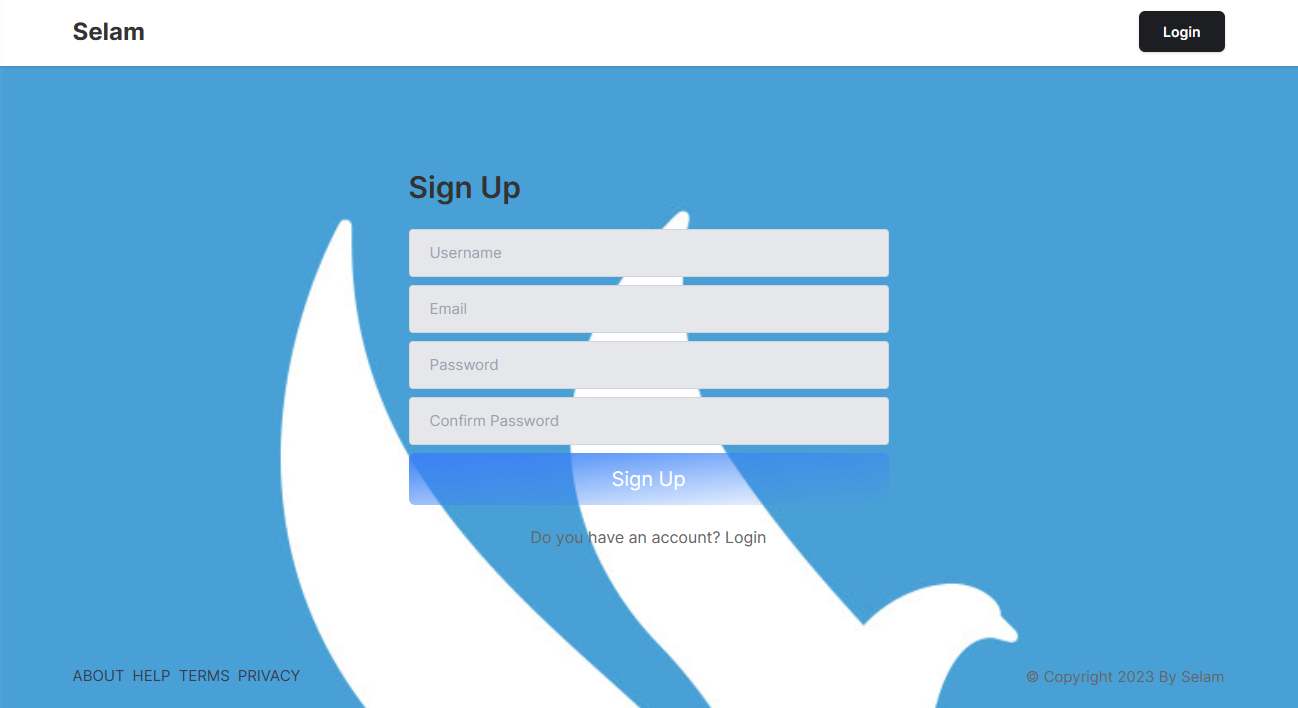 Selam
Login
Sign Up
Username
Email
Password
Confirm Password
Sign Up
Do you have an account? Login
ABOUT HELP TERMS PRIVACY
© Copyright 2023 By Selam